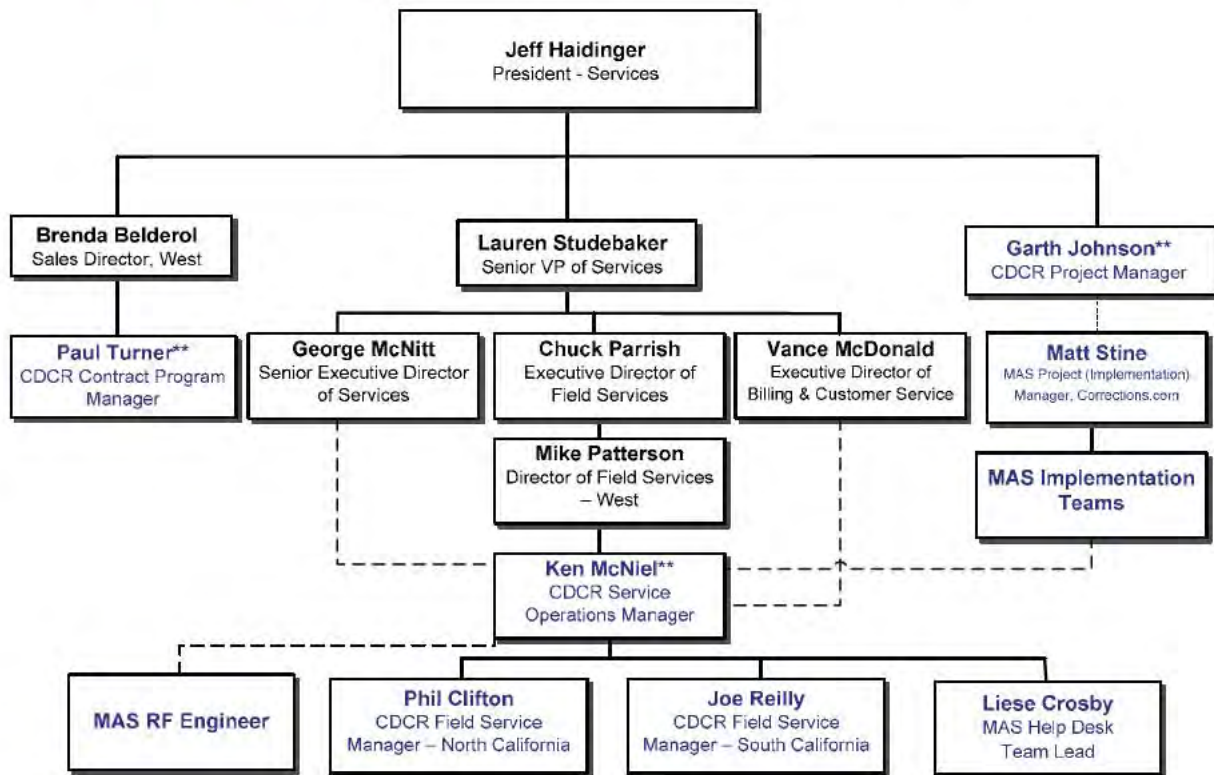 Jeff Haidinger
President - Services
Brenda Belderol
Sales Director, West
Lauren Studebaker
Senior VP of Services
Garth Johnson**
CDCR Project Manager
Paul Turner**
CDCR Contract Program
Manager
George McNitt
Senior Executive Director
of Services
Chuck Parrish
Executive Director of
Field Services
Vance McDonald
Executive Director of
Billing & Customer Service
Matt Stine
MAS Project (Implementation)
Manager, Corrections.com
Mike Patterson
Director of Field Services
– West
MAS Implementation
Teams
Ken McNiel**
CDCR Service
Operations Manager
MAS RF Engineer
Phil Clifton
CDCR Field Service
Manager – North California
Joe Reilly
CDCR Field Service
Manager – South California
Liese Crosby
MAS Help Desk
Team Lead